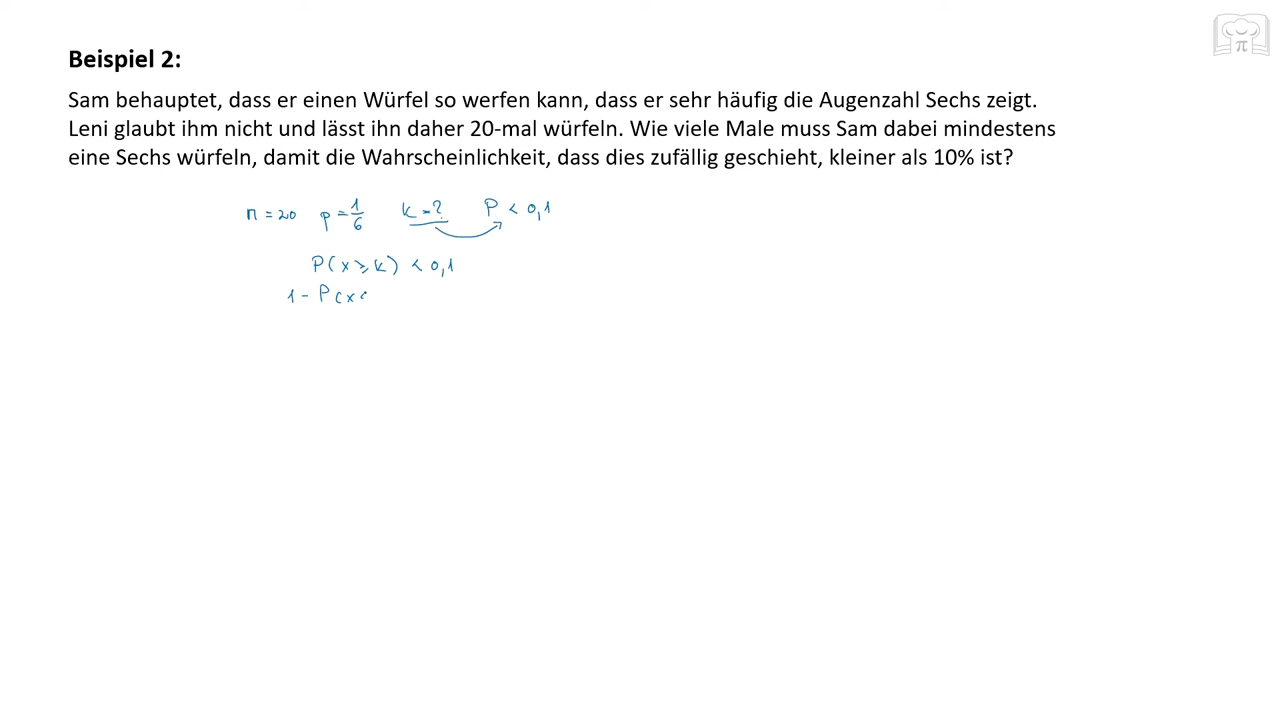 Beispiel 2:
Sam behauptet, dass er einen Würfel so werfen kann, dass er sehr häufig die Augenzahl Sechs zeigt.
Leni glaubt ihm nicht und lässt ihn daher 20-mal würfeln. Wie viele Male muss Sam dabei mindestens
eine Sechs würfeln, damit die Wahrscheinlichkeit, dass dies zufällig geschieht, kleiner als 10% ist?
n = 20 p = 1/6 k = ? P < 0,1
P(x ≥ k) < 0,1
1 - P(x
π